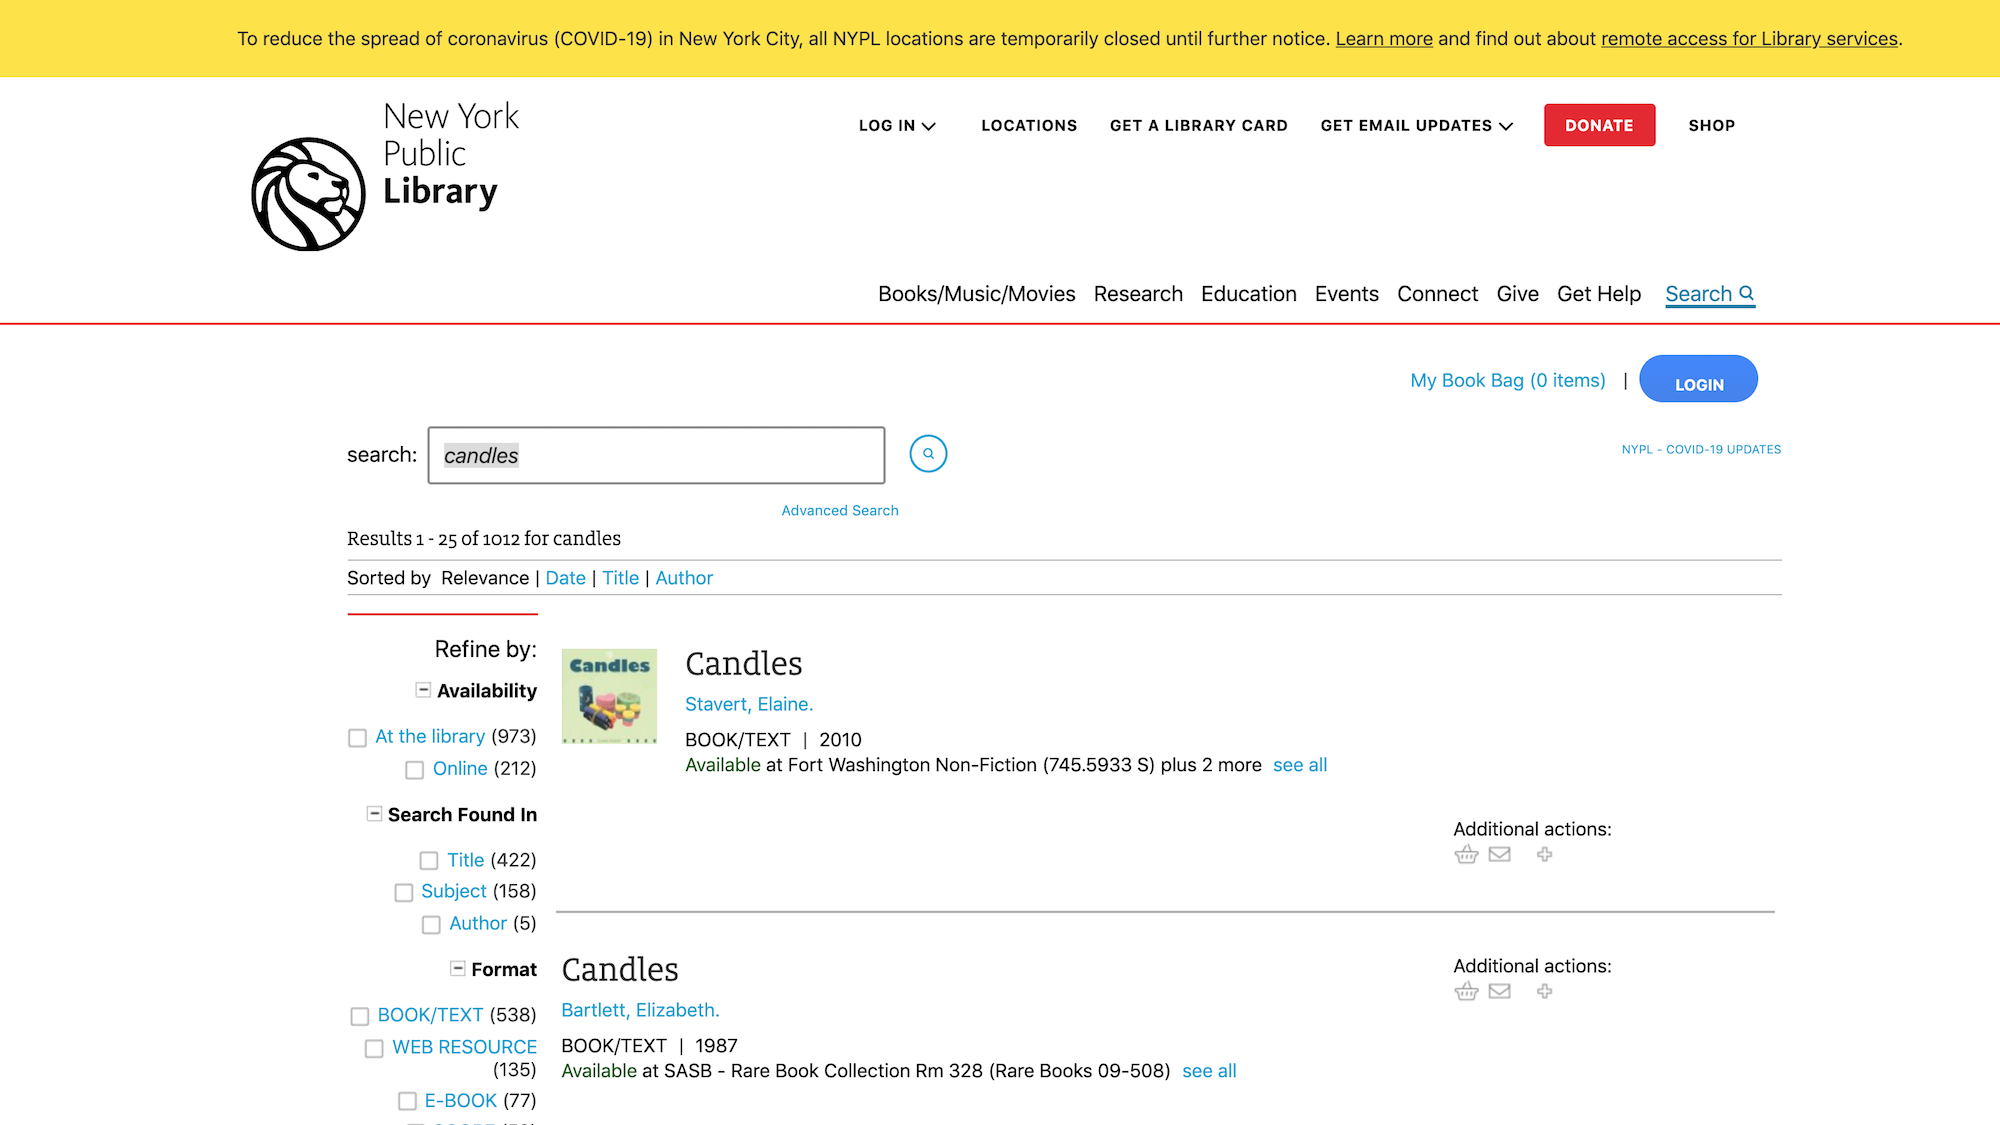 To reduce the spread of coronavirus (COVID-19) in New York City, all NYPL locations are temporarily closed until further notice. Learn more and find out about remote access for Library services.
New York
Public
Library
LOG IN
LOCATIONS
GET A LIBRARY CARD
GET EMAIL UPDATES
DONATE
SHOP
Books/Music/Movies Research Education Events Connect Give Get Help Search
My Book Bag (0 items) | LOGIN
search: candles
NYPL - COVID-19 UPDATES
Advanced Search
Results 1 - 25 of 1012 for candles
Sorted by Relevance | Date | Title | Author
Refine by:
Availability
At the library (973)
Online (212)
Search Found In
Title (422)
Subject (158)
Author (5)
Format
BOOK/TEXT (538)
WEB RESOURCE
(135)
E-BOOK (77)
Candles
Candles
Stavert, Elaine.
BOOK/TEXT | 2010
Available at Fort Washington Non-Fiction (745.5933 S) plus 2 more see all
Additional actions:
Candles
Bartlett, Elizabeth.
BOOK/TEXT | 1987
Available at SASB - Rare Book Collection Rm 328 (Rare Books 09-508) see all
Additional actions: